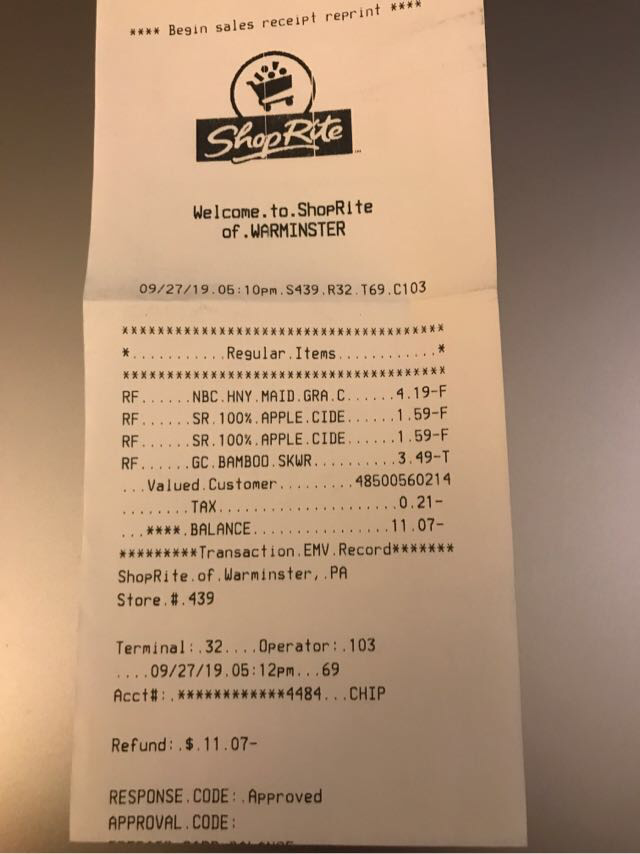 **** Begin sales receipt reprint ****
ShopRite
Welcome.to.ShopRite
of.WARMINSTER
09/27/19.05:10pm.S439.R32.T69.C103
************************************
*...........Regular.Items...........*
************************************
RF......NBC.HNY.MAID.GRA.C......4.19-F
RF......SR.100%.APPLE.CIDE......1.59-F
RF......SR.100%.APPLE.CIDE......1.59-F
RF......GC.BAMBOO.SKWR..........3.49-T
...Valued.Customer.........48500560214
........TAX....................0.21-
...****.BALANCE...............11.07-
*********Transaction.EMV.Record*******
ShopRite.of.Warminster,.PA
Store.#.439
Terminal:.32....Operator:.103
....09/27/19.05:12pm...69
Acct#:.************4484...CHIP
Refund:.$.11.07-
RESPONSE.CODE:.Approved
APPROVAL.CODE: